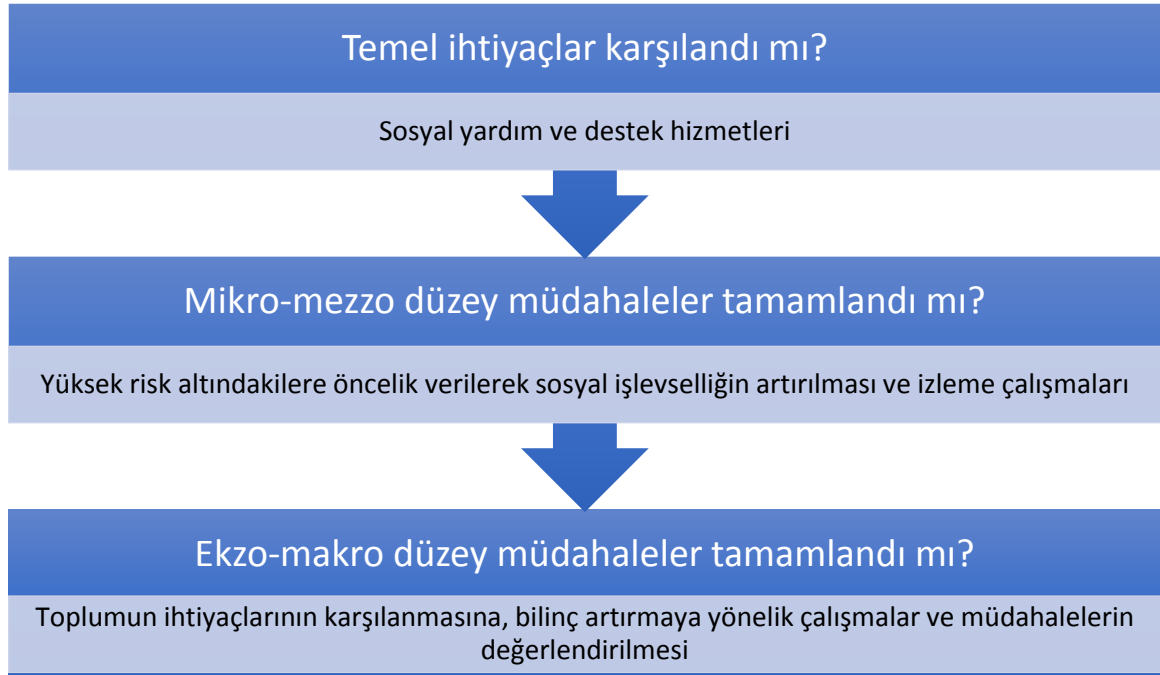 Temel ihtiyaçlar karşılandı mı?
Sosyal yardım ve destek hizmetleri
Mikro-mezzo düzey müdahaleler tamamlandı mı?
Yüksek risk altındakilere öncelik verilerek sosyal işlevselliğin artırılması ve izleme çalışmaları
Ekzo-makro düzey müdahaleler tamamlandı mı?
Toplumun ihtiyaçlarının karşılanmasına, bilinç artırmaya yönelik çalışmalar ve müdahalelerin
değerlendirilmesi